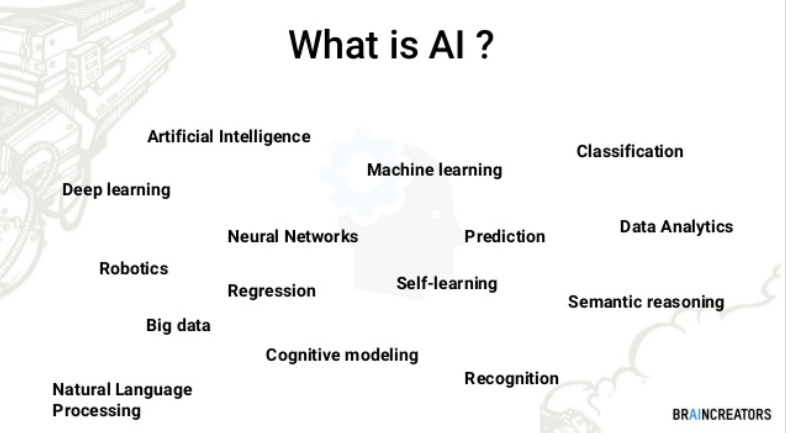 What is AI ?
Artificial Intelligence
Classification
Machine learning
Deep learning
Data Analytics
Neural Networks
Prediction
Robotics
Self-learning
Regression
Semantic reasoning
Big data
Cognitive modeling
Recognition
Natural Language
Processing
BRAINCREATORS